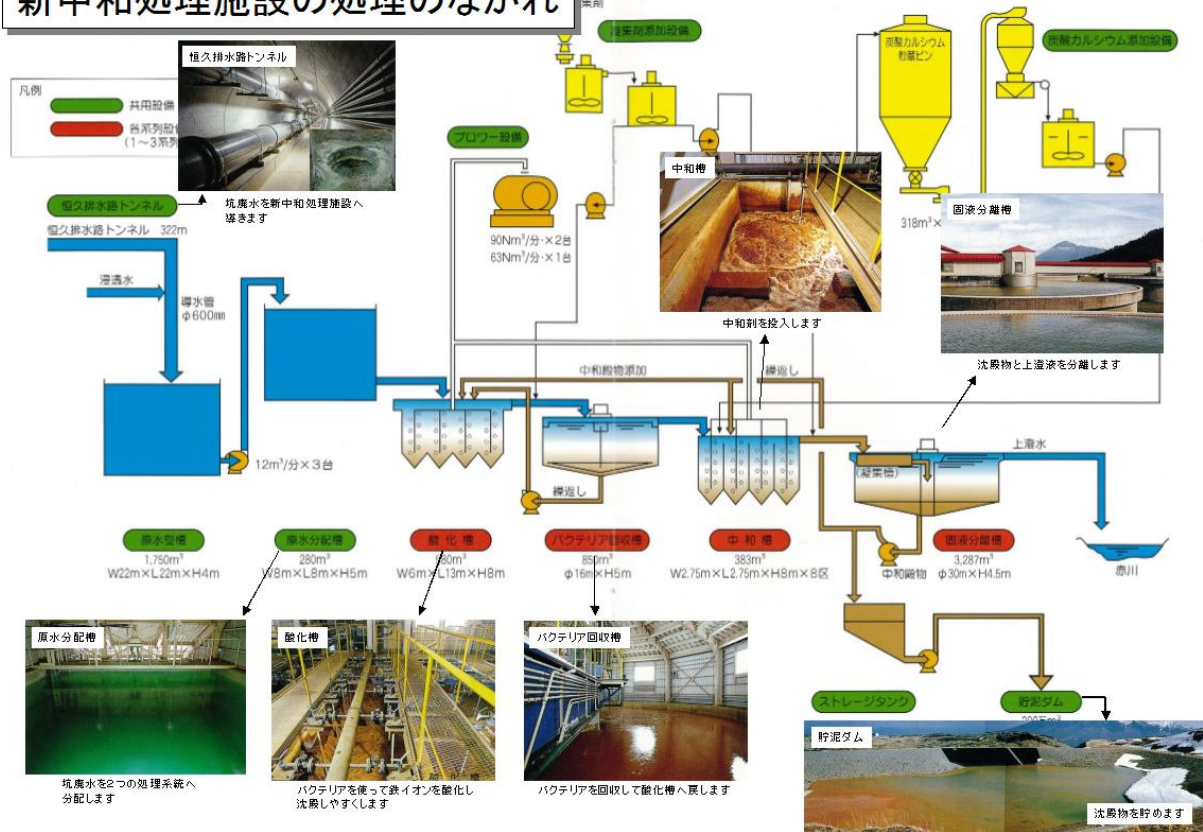 新中和処理施設の処理のながれ
集剤
凝集剤添加設備
炭酸カルシウム
貯蔵ビン
炭酸カルシウム添加設備
凡例
共用設備
各系列設備
(1～3系列
恒久排水路トンネル
坑廃水を新中和処理施設へ
導きます
恒久排水路トンネル
恒久排水路トンネル 322m
浸透水
導水管
φ600mm
ブロワー設備
90Nm³/分・×2台
63Nm³/分・×1台
中和槽
中和剤を投入します
318m³×
固液分離槽
沈殿物と上澄液を分離します
中和殿物添加
繰返し
12m³/分×3台
繰返し
(凝集槽)
上澄水
原水型槽
1,750m³
W22m×L22m×H4m
原水分配槽
280m³
W8m×L8m×H5m
酸化槽
W6m×L13m×H8m
バクテリア回収槽
850m³
φ16m×H5m
中和槽
383m³
W2.75m×L2.75m×H8m×8区
中和殿物
固液分離槽
3,287m³
φ30m×H4.5m
赤川
原水分配槽
坑廃水を2つの処理系統へ
分配します
酸化槽
バクテリアを使って鉄イオンを酸化し
沈殿しやすくします
バクテリア回収槽
バクテリアを回収して酸化槽へ戻します
ストレージタンク
貯泥ダム
貯泥ダム
沈殿物を貯めます